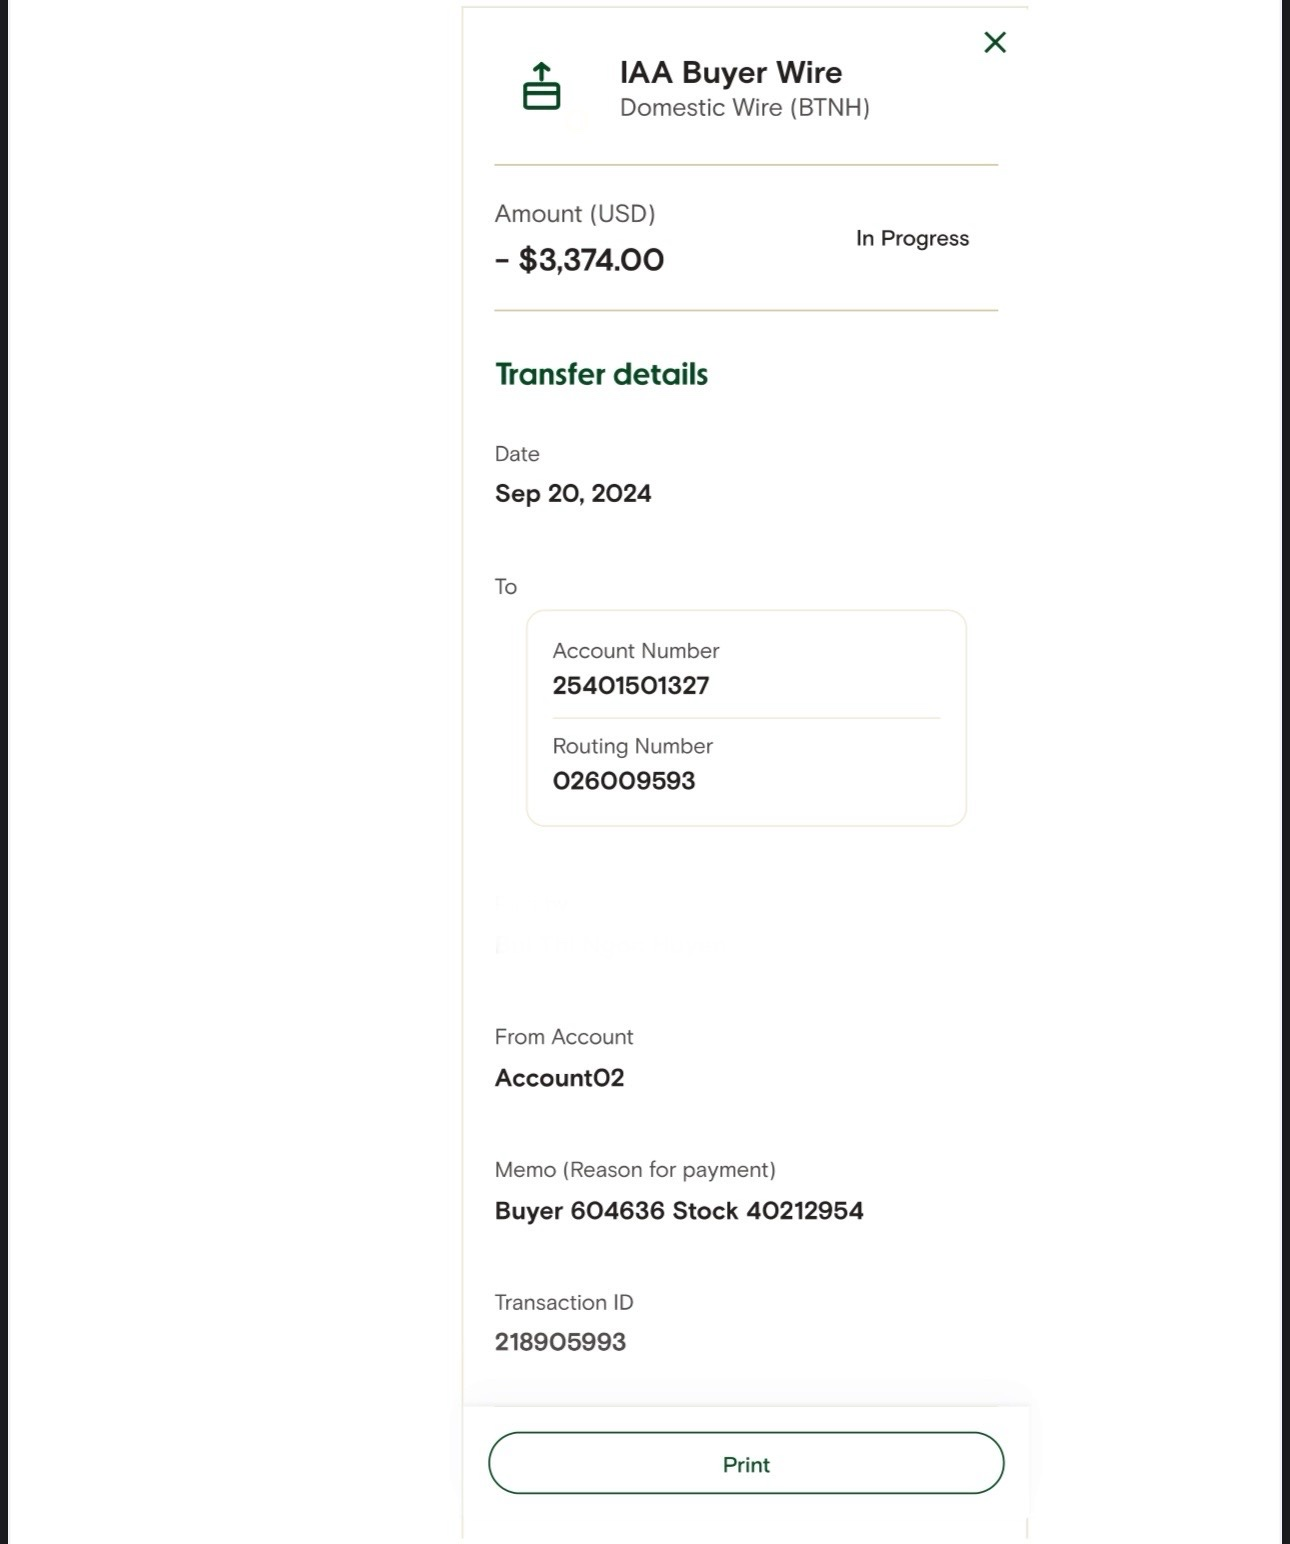 IAA Buyer Wire
Domestic Wire (BTNH)
Amount (USD)
- $3,374.00
In Progress
Transfer details
Date
Sep 20, 2024
To
Account Number
25401501327
Routing Number
026009593
From Account
Account02
Memo (Reason for payment)
Buyer 604636 Stock 40212954
Transaction ID
218905993
Print